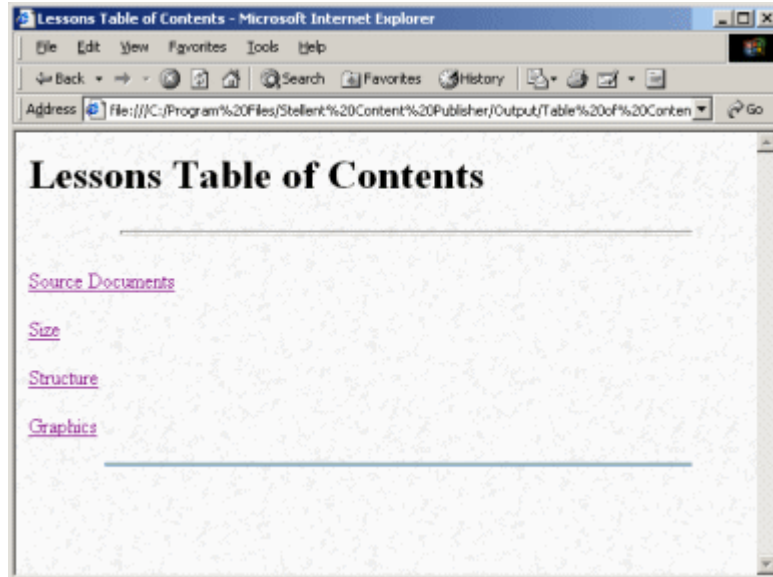 Lessons Table of Contents - Microsoft Internet Explorer
File Edit View Favorites Tools Help
Back Search Favorites History
Address file:///C:/Program%20Files/Stellent%20Content%20Publisher/Output/Table%20of%20Conten Go
Lessons Table of Contents
Source Documents
Size
Structure
Graphics